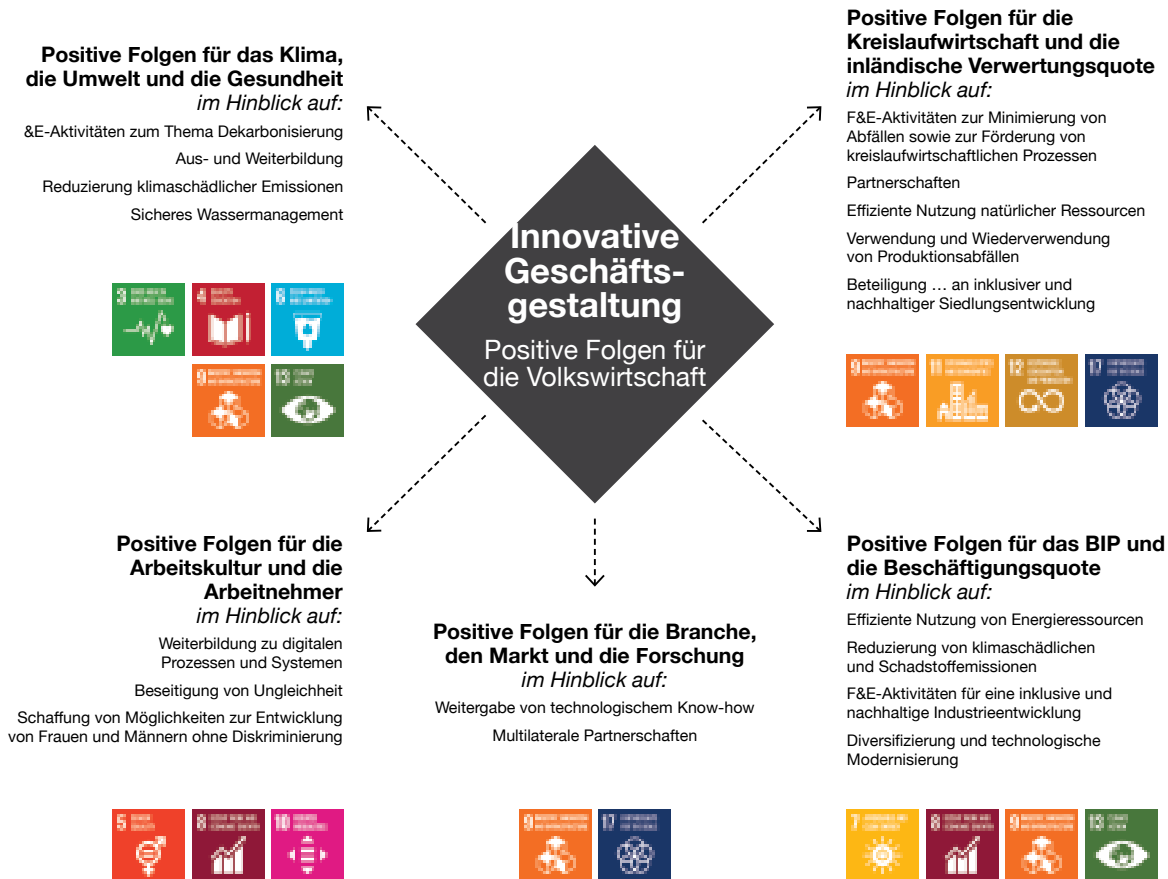 Positive Folgen für das Klima,
die Umwelt und die Gesundheit
im Hinblick auf:
&E-Aktivitäten zum Thema Dekarbonisierung
Aus- und Weiterbildung
Reduzierung klimaschädlicher Emissionen
Sicheres Wassermanagement
3
4
6
9
13
Positive Folgen für die
Kreislaufwirtschaft und die
inländische Verwertungsquote
im Hinblick auf:
F&E-Aktivitäten zur Minimierung von
Abfällen sowie zur Förderung von
kreislaufwirtschaftlichen Prozessen
Partnerschaften
Effiziente Nutzung natürlicher Ressourcen
Verwendung und Wiederverwendung
von Produktionsabfällen
Beteiligung … an inklusiver und
nachhaltiger Siedlungsentwicklung
9
11
12
17
Innovative
Geschäfts-
gestaltung
Positive Folgen für
die Volkswirtschaft
Positive Folgen für die
Arbeitskultur und die
Arbeitnehmer
im Hinblick auf:
Weiterbildung zu digitalen
Prozessen und Systemen
Beseitigung von Ungleichheit
Schaffung von Möglichkeiten zur Entwicklung
von Frauen und Männern ohne Diskriminierung
5
8
10
Positive Folgen für die Branche,
den Markt und die Forschung
im Hinblick auf:
Weitergabe von technologischem Know-how
Multilaterale Partnerschaften
9
17
Positive Folgen für das BIP und
die Beschäftigungsquote
im Hinblick auf:
Effiziente Nutzung von Energieressourcen
Reduzierung von klimaschädlichen
und Schadstoffemissionen
F&E-Aktivitäten für eine inklusive und
nachhaltige Industrieentwicklung
Diversifizierung und technologische
Modernisierung
7
8
9
13